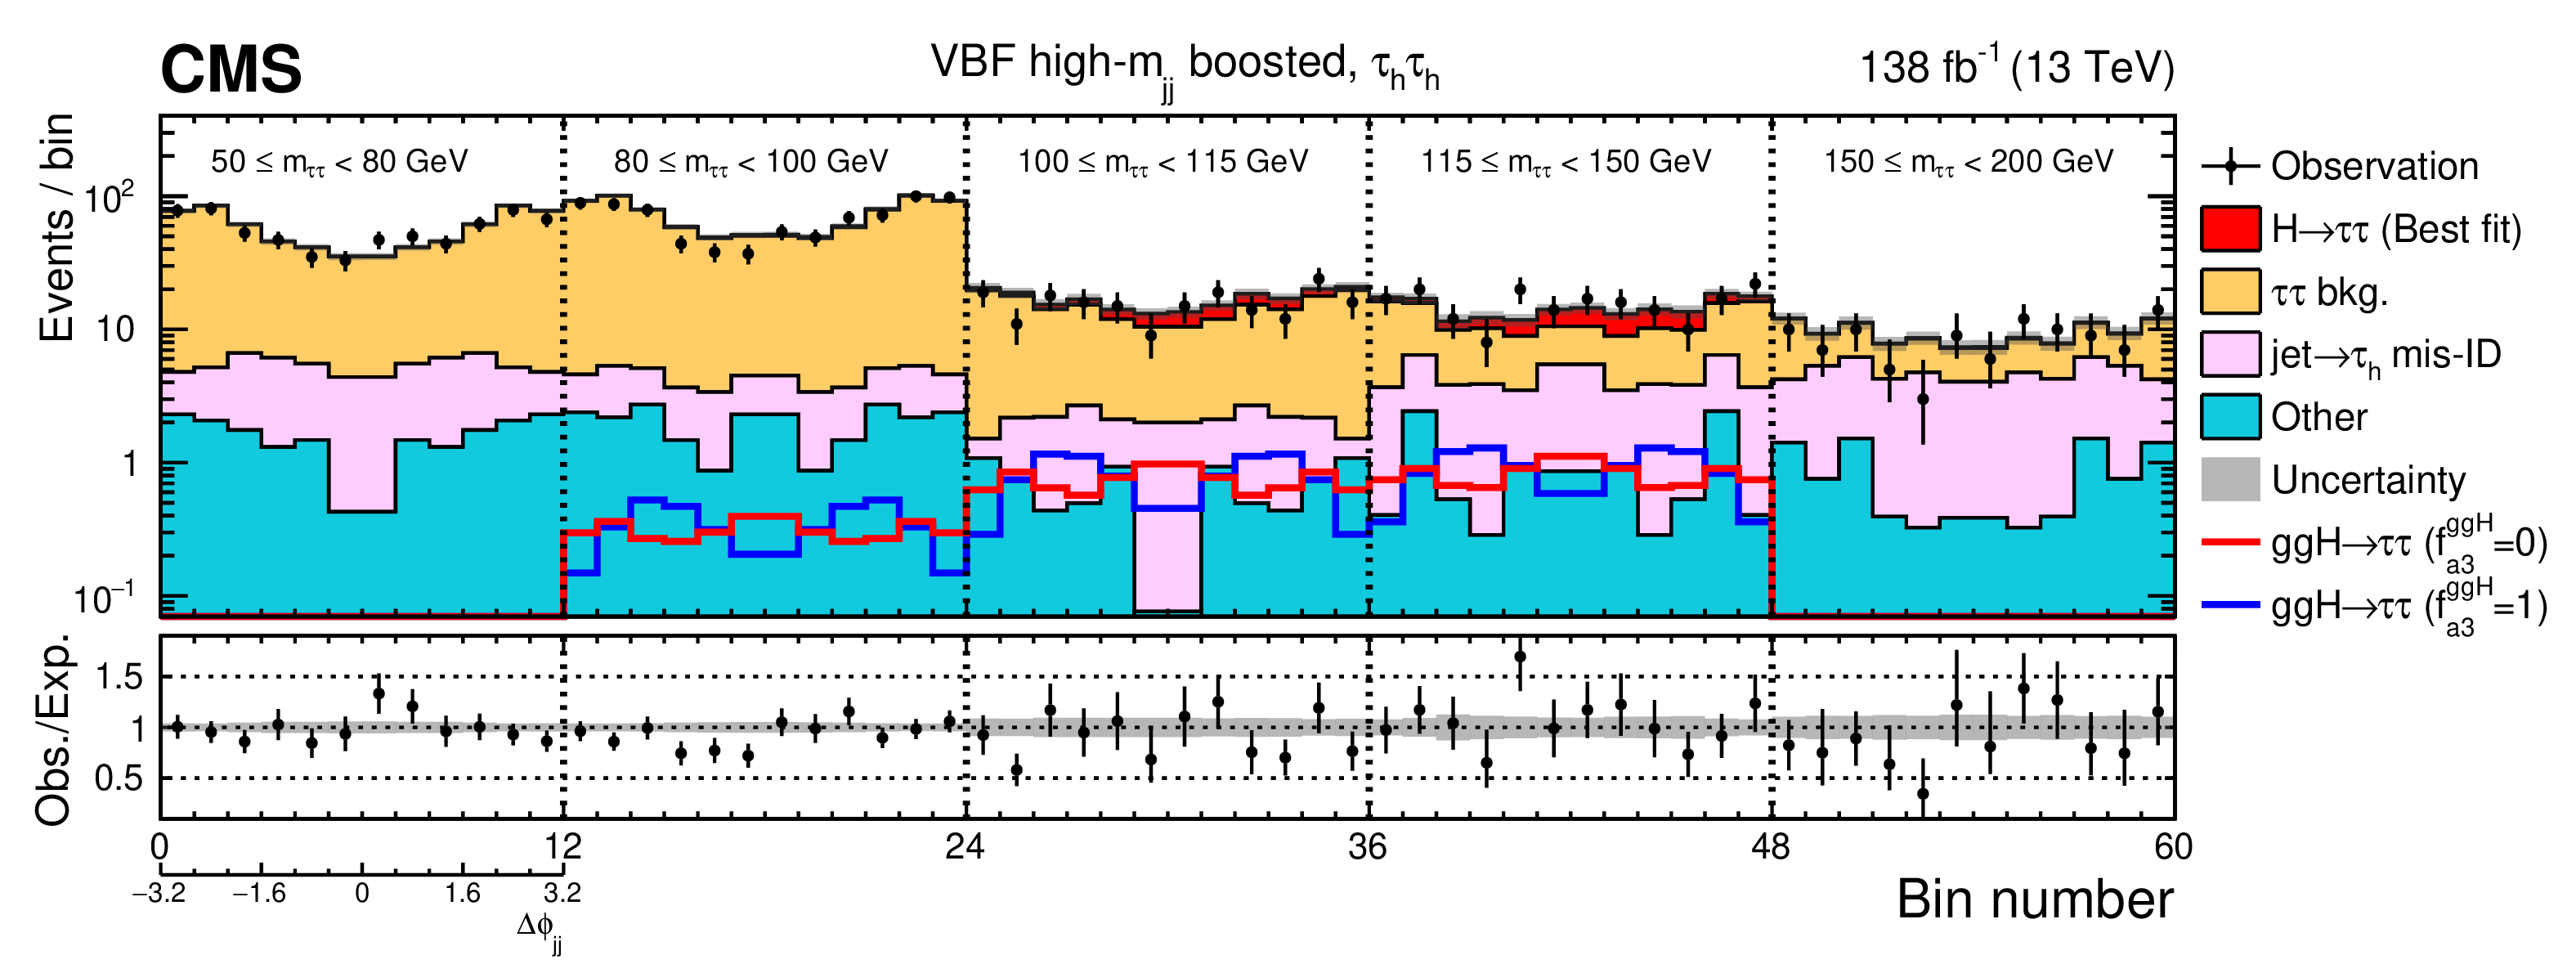 CMS
VBF high-m_jj boosted, τ_hτ_h
138 fb⁻¹ (13 TeV)
Events / bin
10²
10
1
10⁻¹
50 ≤ m_ττ < 80 GeV
80 ≤ m_ττ < 100 GeV
100 ≤ m_ττ < 115 GeV
115 ≤ m_ττ < 150 GeV
150 ≤ m_ττ < 200 GeV
Observation
H→ττ (Best fit)
ττ bkg.
jet→τ_h mis-ID
Other
Uncertainty
ggH→ττ (f_a3^ggH=0)
ggH→ττ (f_a3^ggH=1)
Obs./Exp.
1.5
1
0.5
0 12 24 36 48 60
−3.2 −1.6 0 1.6 3.2
Δϕ_jj
Bin number